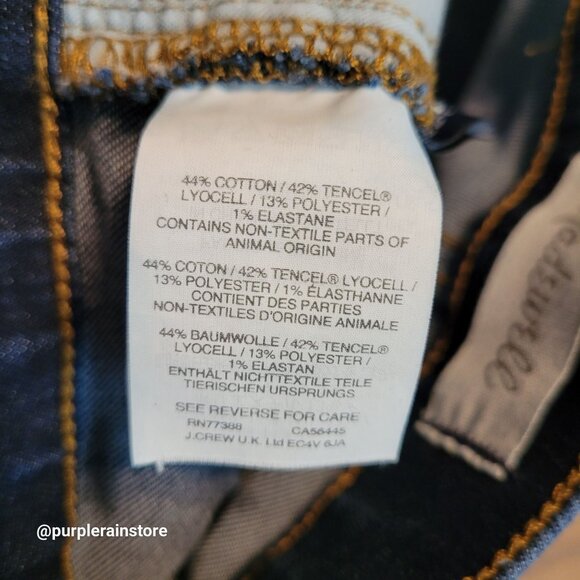 44% COTTON / 42% TENCEL®
LYOCELL / 13% POLYESTER /
1% ELASTANE
CONTAINS NON-TEXTILE PARTS OF
ANIMAL ORIGIN
44% COTON / 42% TENCEL® LYOCELL /
13% POLYESTER / 1% ÉLASTHANNE
CONTIENT DES PARTIES
NON-TEXTILES D'ORIGINE ANIMALE
44% BAUMWOLLE / 42% TENCEL®
LYOCELL / 13% POLYESTER /
1% ELASTAN
ENTHÄLT NICHTTEXTILE TEILE
TIERISCHEN URSPRUNGS
SEE REVERSE FOR CARE
RN77388 CA56445
J.CREW U.K. Ltd EC4V 6JA
@purplerainstore